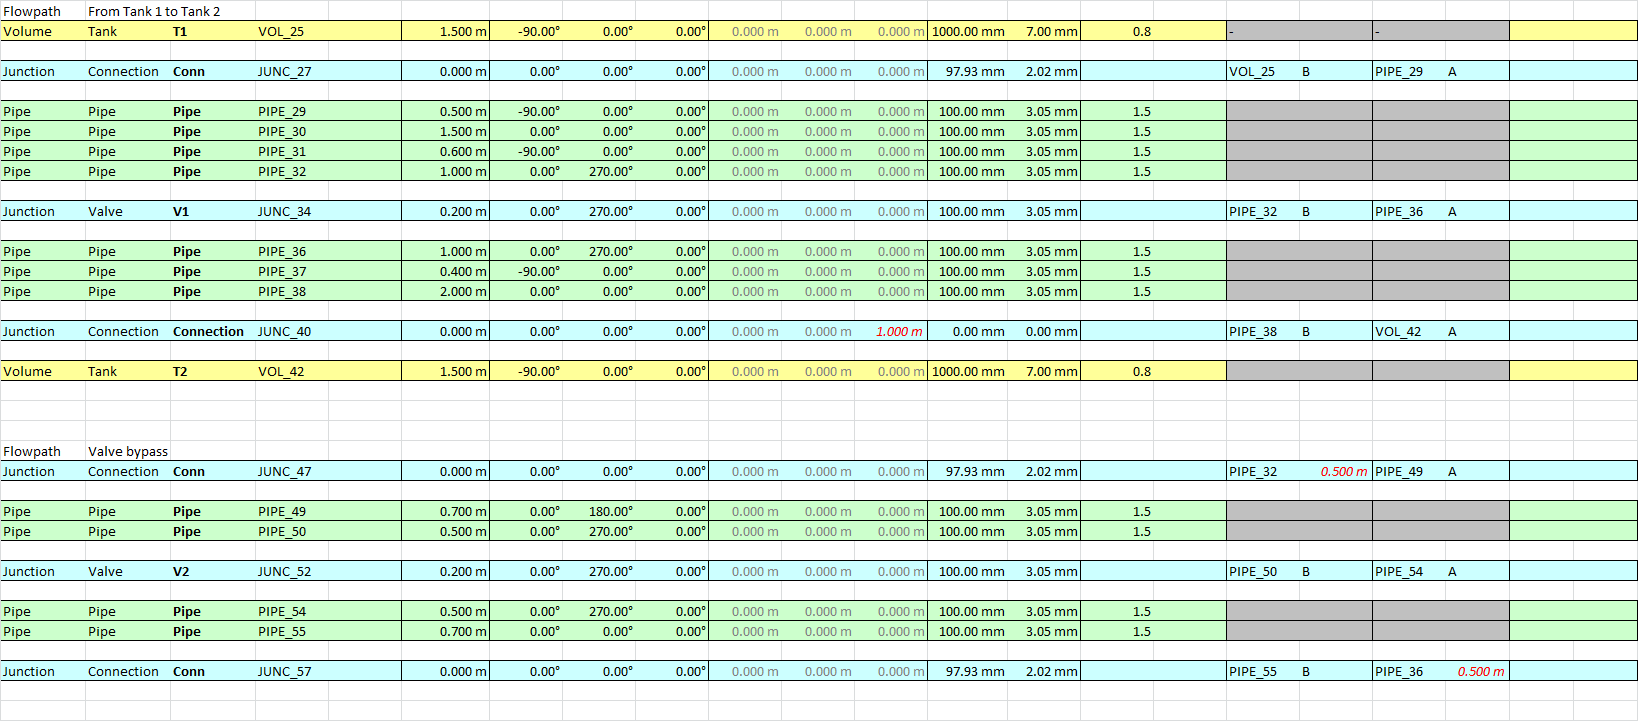 Flowpath From Tank 1 to Tank 2
Volume Tank T1 VOL_25 1.500 m -90.00° 0.00° 0.00° 0.000 m 0.000 m 0.000 m 1000.00 mm 7.00 mm 0.8 - -
Junction Connection Conn JUNC_27 0.000 m 0.00° 0.00° 0.00° 0.000 m 0.000 m 0.000 m 97.93 mm 2.02 mm VOL_25 B PIPE_29 A
Pipe Pipe Pipe PIPE_29 0.500 m -90.00° 0.00° 0.00° 0.000 m 0.000 m 0.000 m 100.00 mm 3.05 mm 1.5
Pipe Pipe Pipe PIPE_30 1.500 m 0.00° 0.00° 0.00° 0.000 m 0.000 m 0.000 m 100.00 mm 3.05 mm 1.5
Pipe Pipe Pipe PIPE_31 0.600 m -90.00° 0.00° 0.00° 0.000 m 0.000 m 0.000 m 100.00 mm 3.05 mm 1.5
Pipe Pipe Pipe PIPE_32 1.000 m 0.00° 270.00° 0.00° 0.000 m 0.000 m 0.000 m 100.00 mm 3.05 mm 1.5
Junction Valve V1 JUNC_34 0.200 m 0.00° 270.00° 0.00° 0.000 m 0.000 m 0.000 m 100.00 mm 3.05 mm PIPE_32 B PIPE_36 A
Pipe Pipe Pipe PIPE_36 1.000 m 0.00° 270.00° 0.00° 0.000 m 0.000 m 0.000 m 100.00 mm 3.05 mm 1.5
Pipe Pipe Pipe PIPE_37 0.400 m -90.00° 0.00° 0.00° 0.000 m 0.000 m 0.000 m 100.00 mm 3.05 mm 1.5
Pipe Pipe Pipe PIPE_38 2.000 m 0.00° 0.00° 0.00° 0.000 m 0.000 m 0.000 m 100.00 mm 3.05 mm 1.5
Junction Connection Connection JUNC_40 0.000 m 0.00° 0.00° 0.00° 0.000 m 0.000 m 1.000 m 0.00 mm 0.00 mm PIPE_38 B VOL_42 A
Volume Tank T2 VOL_42 1.500 m -90.00° 0.00° 0.00° 0.000 m 0.000 m 0.000 m 1000.00 mm 7.00 mm 0.8
Flowpath Valve bypass
Junction Connection Conn JUNC_47 0.000 m 0.00° 0.00° 0.00° 0.000 m 0.000 m 0.000 m 97.93 mm 2.02 mm PIPE_32 0.500 m PIPE_49 A
Pipe Pipe Pipe PIPE_49 0.700 m 0.00° 180.00° 0.00° 0.000 m 0.000 m 0.000 m 100.00 mm 3.05 mm 1.5
Pipe Pipe Pipe PIPE_50 0.500 m 0.00° 270.00° 0.00° 0.000 m 0.000 m 0.000 m 100.00 mm 3.05 mm 1.5
Junction Valve V2 JUNC_52 0.200 m 0.00° 270.00° 0.00° 0.000 m 0.000 m 0.000 m 100.00 mm 3.05 mm PIPE_50 B PIPE_54 A
Pipe Pipe Pipe PIPE_54 0.500 m 0.00° 270.00° 0.00° 0.000 m 0.000 m 0.000 m 100.00 mm 3.05 mm 1.5
Pipe Pipe Pipe PIPE_55 0.700 m 0.00° 0.00° 0.00° 0.000 m 0.000 m 0.000 m 100.00 mm 3.05 mm 1.5
Junction Connection Conn JUNC_57 0.000 m 0.00° 0.00° 0.00° 0.000 m 0.000 m 0.000 m 97.93 mm 2.02 mm PIPE_55 B PIPE_36 0.500 m